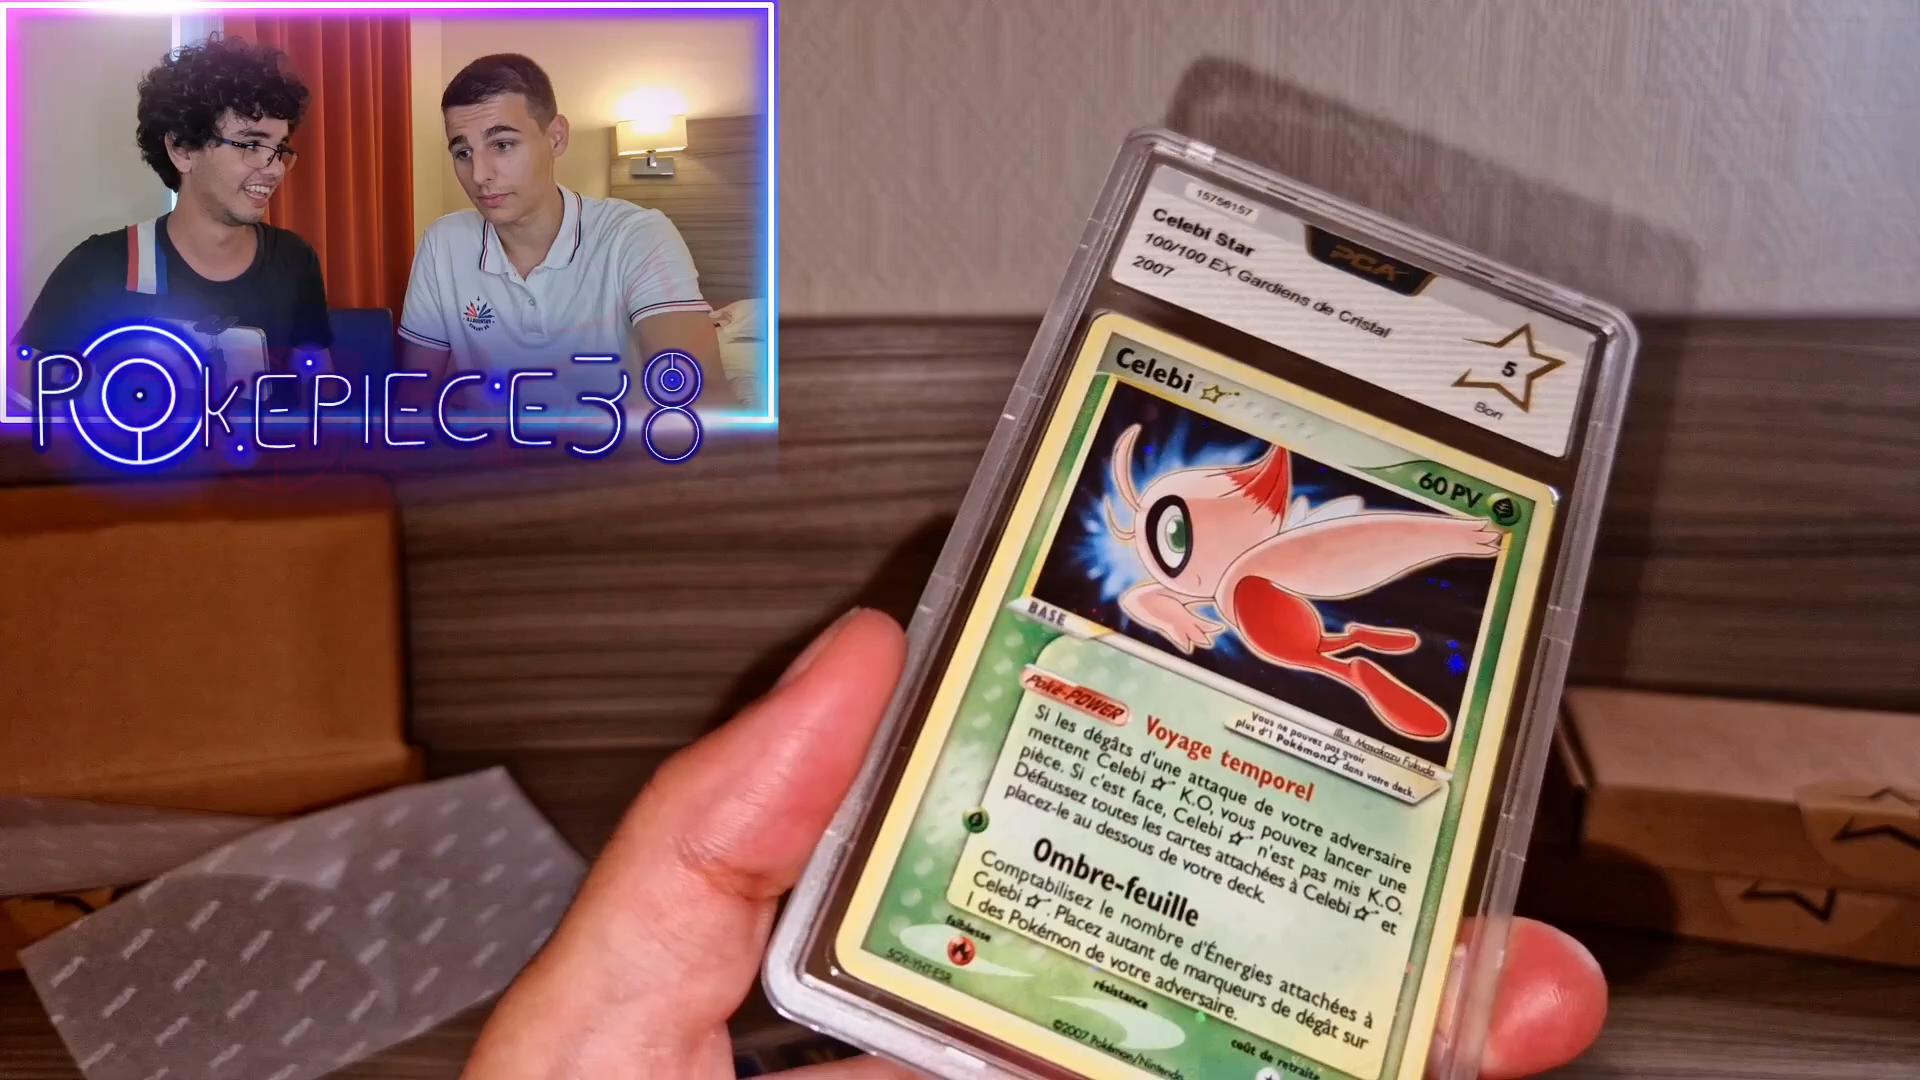 POKEPIECE38
15756157
PCA
Celebi Star
100/100 EX Gardiens de Cristal
2007
5
Bon
Celebi ☆
60 PV
BASE
Illus. Masakazu Fukuda
Vous ne pouvez pas avoir
plus d'1 Pokémon☆ dans votre deck.
Poké-POWER Voyage temporel
Si les dégâts d'une attaque de votre adversaire
mettent Celebi ☆ K.O, vous pouvez lancer une
pièce. Si c'est face, Celebi ☆ n'est pas mis K.O.
Défaussez toutes les cartes attachées à Celebi ☆ et
placez-le au dessous de votre deck.
Ombre-feuille
Comptabilisez le nombre d'Énergies attachées à
Celebi ☆. Placez autant de marqueurs de dégât sur
1 des Pokémon de votre adversaire.
faiblesse
résistance
coût de retraite
©2007 Pokémon/Nintendo